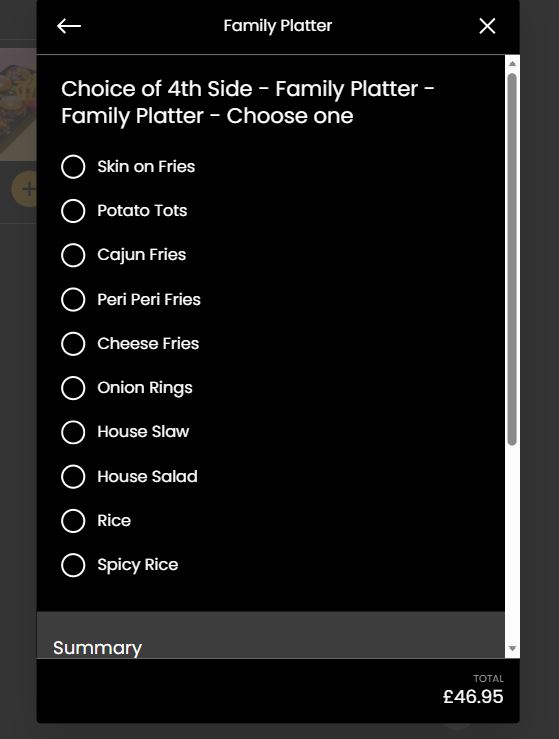 Family Platter
Choice of 4th Side - Family Platter -
Family Platter - Choose one
Skin on Fries
Potato Tots
Cajun Fries
Peri Peri Fries
Cheese Fries
Onion Rings
House Slaw
House Salad
Rice
Spicy Rice
Summary
TOTAL
£46.95